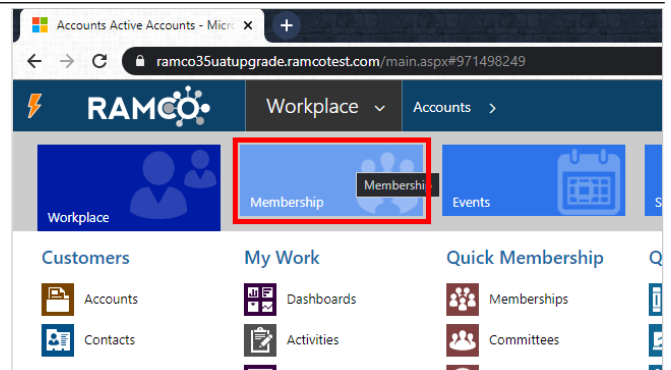 Accounts Active Accounts - Micro
ramco35uatupgrade.ramcotest.com/main.aspx#971498249
RAMCO Workplace Accounts
Workplace Membership Membership Events S
Customers My Work Quick Membership Q
Accounts Dashboards Memberships
Contacts Activities Committees